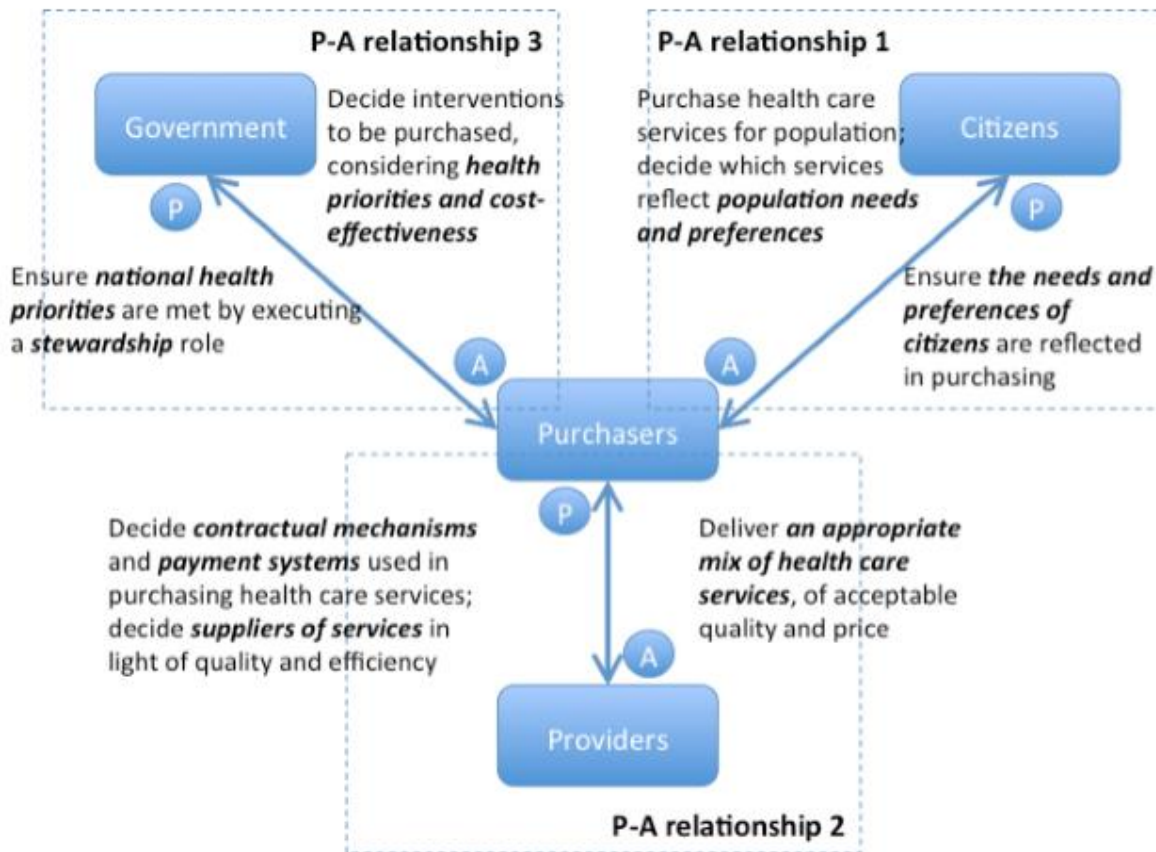 P-A relationship 3
Government
Decide interventions
to be purchased,
considering health
priorities and cost-
effectiveness
P
Ensure national health
priorities are met by executing
a stewardship role
A
P-A relationship 1
Purchase health care
services for population;
decide which services
reflect population needs
and preferences
Citizens
P
Ensure the needs and
preferences of
citizens are reflected
in purchasing
A
Purchasers
P
Decide contractual mechanisms
and payment systems used in
purchasing health care services;
decide suppliers of services in
light of quality and efficiency
Deliver an appropriate
mix of health care
services, of acceptable
quality and price
A
Providers
P-A relationship 2